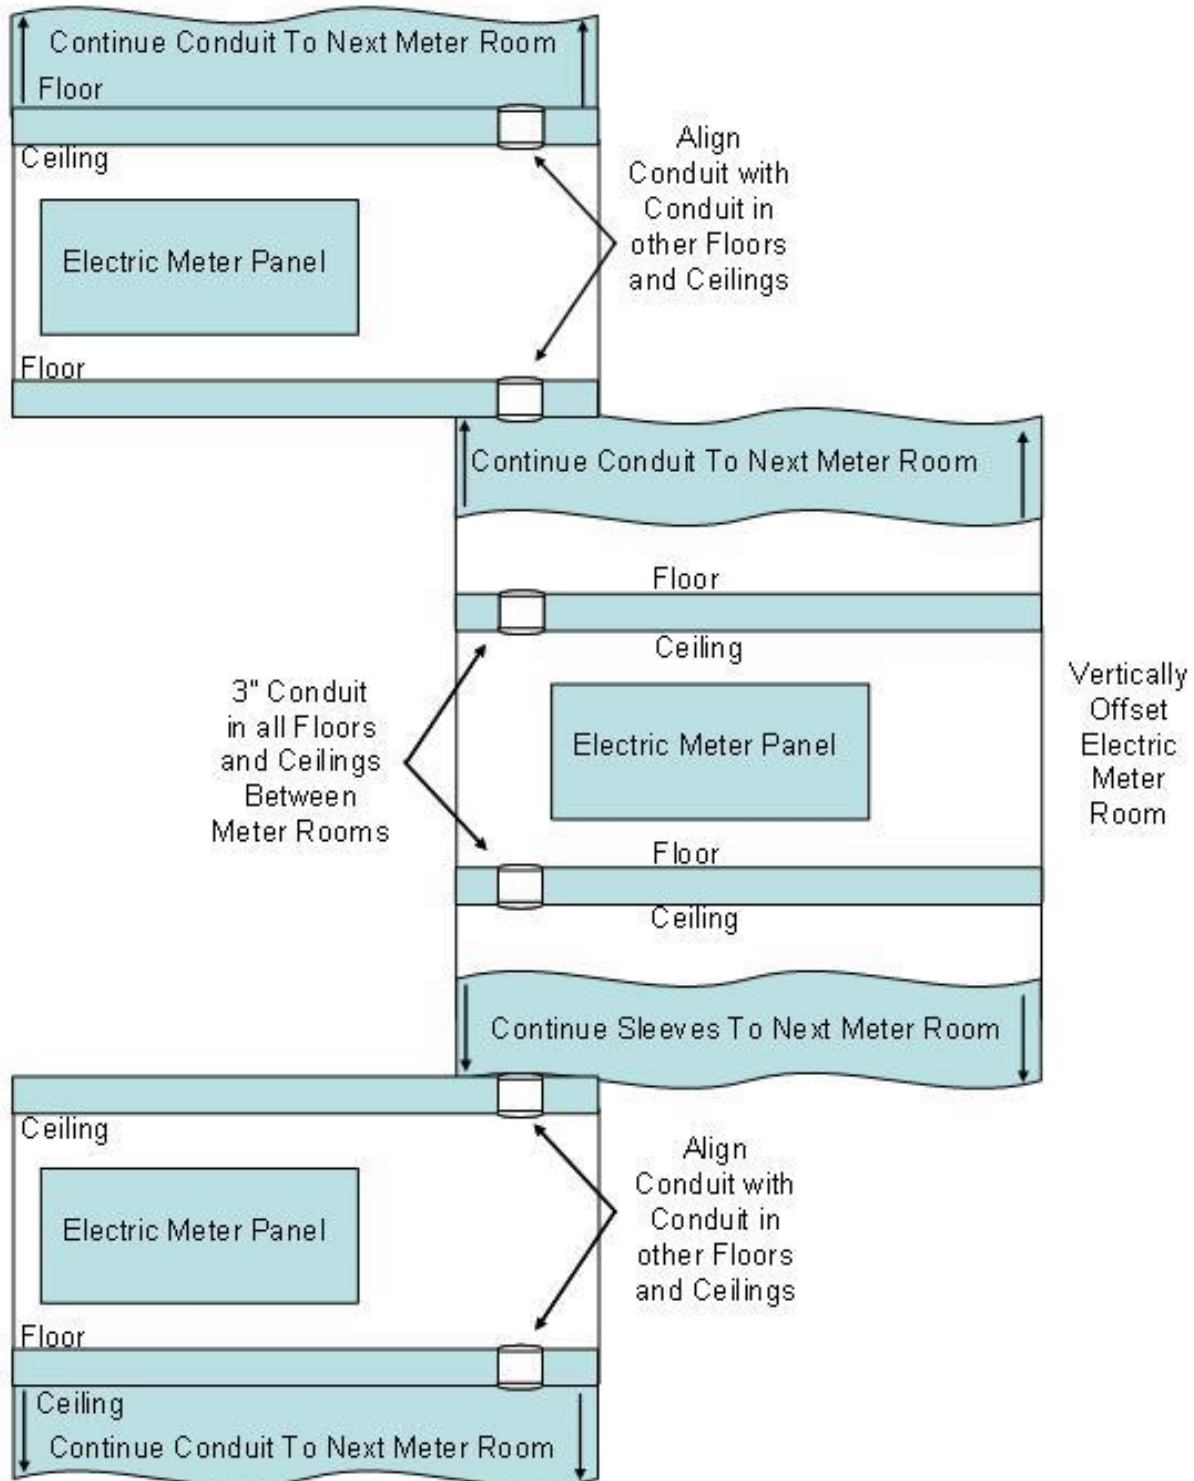 Continue Conduit To Next Meter Room
Floor
Ceiling
Electric Meter Panel
Floor
Align
Conduit with
Conduit in
other Floors
and Ceilings
Continue Conduit To Next Meter Room
Floor
Ceiling
3" Conduit
in all Floors
and Ceilings
Between
Meter Rooms
Electric Meter Panel
Vertically
Offset
Electric
Meter
Room
Floor
Ceiling
Continue Sleeves To Next Meter Room
Ceiling
Electric Meter Panel
Floor
Align
Conduit with
Conduit in
other Floors
and Ceilings
Ceiling
Continue Conduit To Next Meter Room